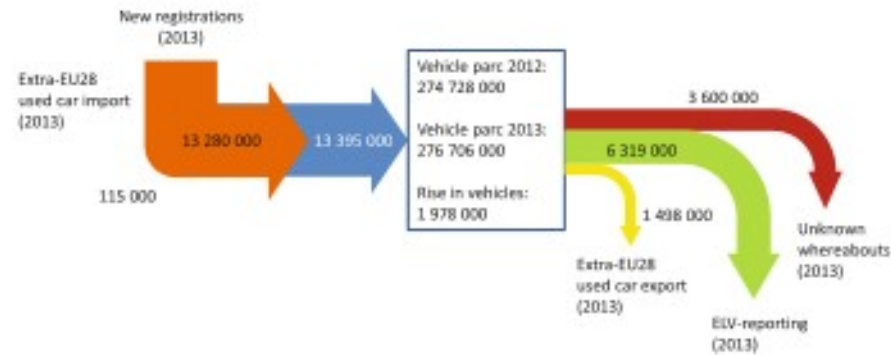 New registrations
(2013)
Extra-EU28
used car import
(2013)
13 280 000
115 000
13 395 000
Vehicle parc 2012:
274 728 000
Vehicle parc 2013:
276 706 000
Rise in vehicles:
1 978 000
3 600 000
6 319 000
1 498 000
Unknown
whereabouts
(2013)
Extra-EU28
used car export
(2013)
ELV-reporting
(2013)